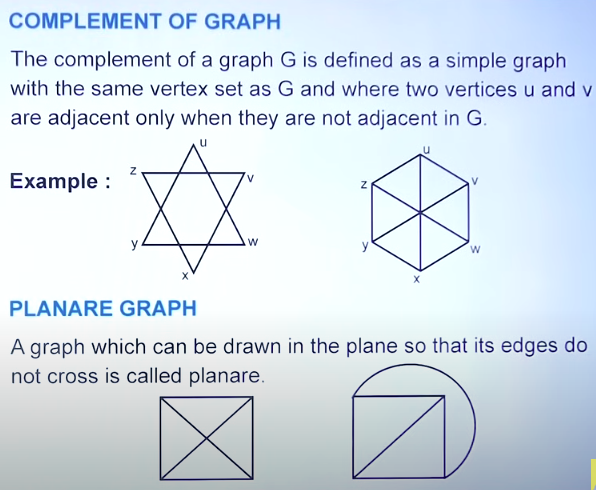 COMPLEMENT OF GRAPH
The complement of a graph G is defined as a simple graph
with the same vertex set as G and where two vertices u and v
are adjacent only when they are not adjacent in G.
Example :
u
z
v
y
w
x
u
z
v
y
w
x
PLANARE GRAPH
A graph which can be drawn in the plane so that its edges do
not cross is called planare.